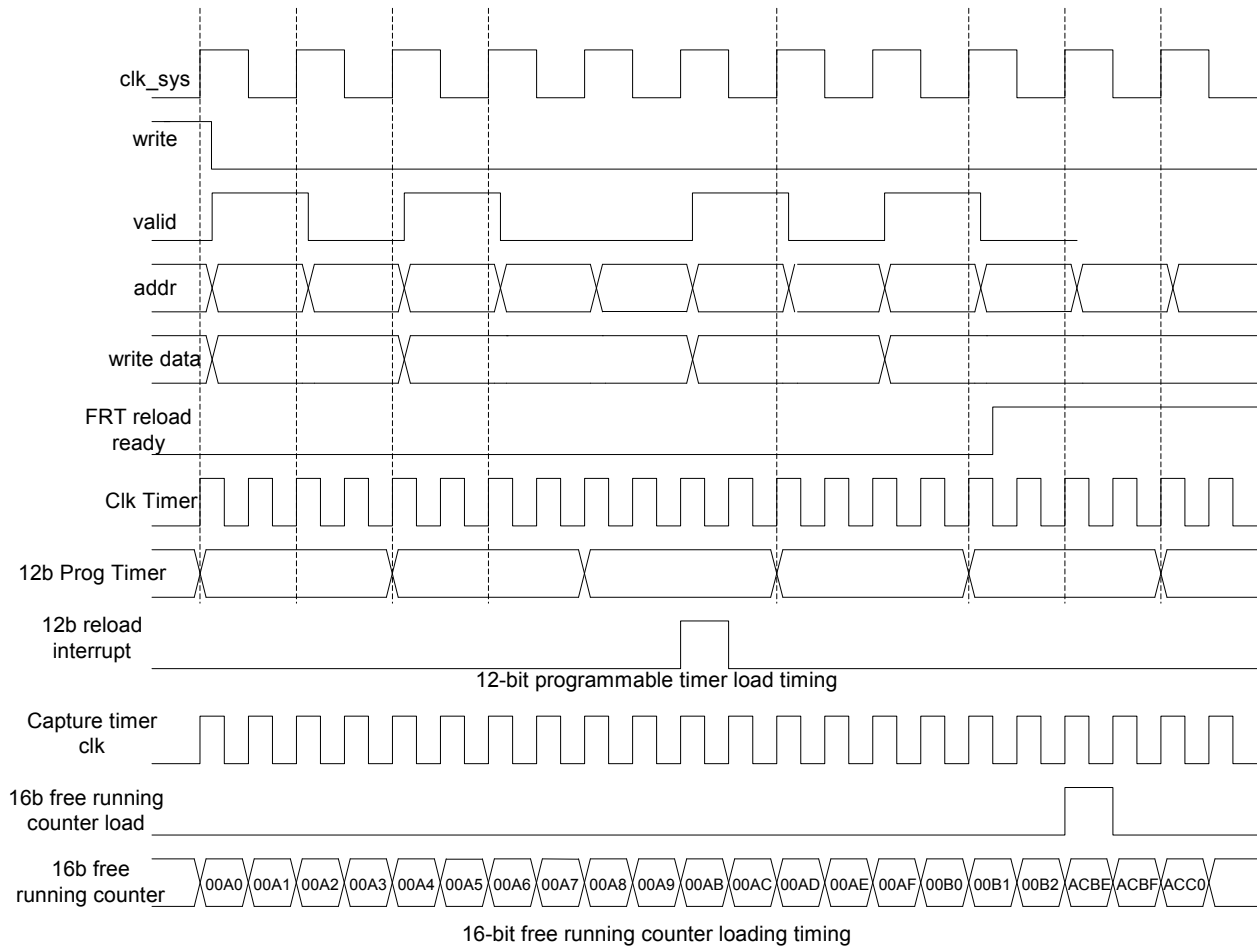 clk_sys
write
valid
addr
write data
FRT reload
ready
Clk Timer
12b Prog Timer
12b reload
interrupt
12-bit programmable timer load timing
Capture timer
clk
16b free running
counter load
16b free
running counter
00A0 00A1 00A2 00A3 00A4 00A5 00A6 00A7 00A8 00A9 00AB 00AC 00AD 00AE 00AF 00B0 00B1 00B2 ACBE ACBF ACC0
16-bit free running counter loading timing